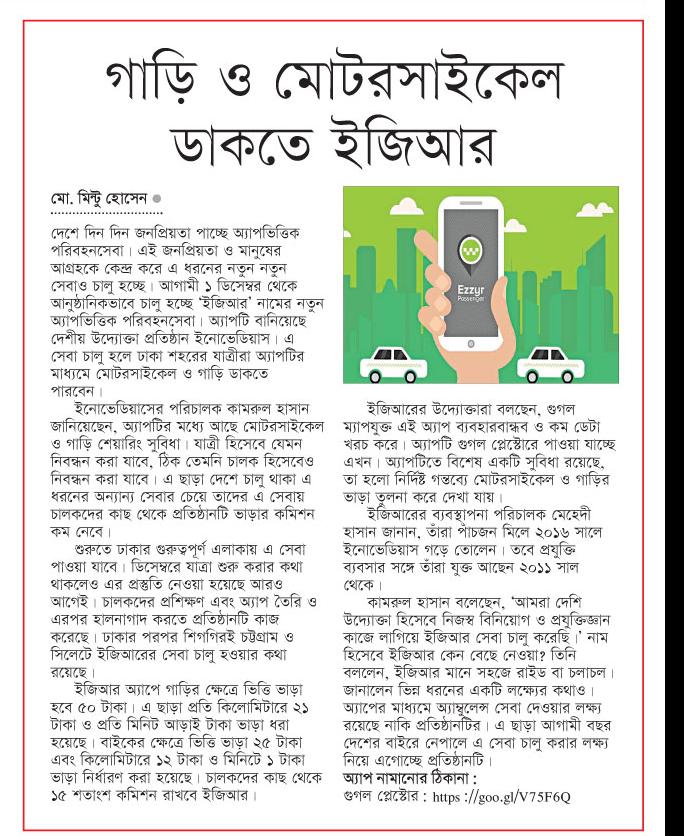 গাড়ি ও মোটরসাইকেল
ডাকতে ইজিআর
মো. মিন্টু হোসেন ●
দেশে দিন দিন জনপ্রিয়তা পাচ্ছে অ্যাপভিত্তিক
পরিবহনসেবা। এই জনপ্রিয়তা ও মানুষের
আগ্রহকে কেন্দ্র করে এ ধরনের নতুন নতুন
সেবাও চালু হচ্ছে। আগামী ১ ডিসেম্বর থেকে
আনুষ্ঠানিকভাবে চালু হচ্ছে ‘ইজিআর’ নামের নতুন
অ্যাপভিত্তিক পরিবহনসেবা। অ্যাপটি বানিয়েছে
দেশীয় উদ্যোক্তা প্রতিষ্ঠান ইনোভেডিয়াস। এ
সেবা চালু হলে ঢাকা শহরের যাত্রীরা অ্যাপটির
মাধ্যমে মোটরসাইকেল ও গাড়ি ডাকতে
পারবেন।
ইনোভেডিয়াসের পরিচালক কামরুল হাসান
জানিয়েছেন, অ্যাপটির মধ্যে আছে মোটরসাইকেল
ও গাড়ি শেয়ারিং সুবিধা। যাত্রী হিসেবে যেমন
নিবন্ধন করা যাবে, ঠিক তেমনি চালক হিসেবেও
নিবন্ধন করা যাবে। এ ছাড়া দেশে চালু থাকা এ
ধরনের অন্যান্য সেবার চেয়ে তাদের এ সেবায়
চালকদের কাছ থেকে প্রতিষ্ঠানটি ভাড়ার কমিশন
কম নেবে।
শুরুতে ঢাকার গুরুত্বপূর্ণ এলাকায় এ সেবা
পাওয়া যাবে। ডিসেম্বরে যাত্রা শুরু করার কথা
থাকলেও এর প্রস্তুতি নেওয়া হয়েছে আরও
আগেই। চালকদের প্রশিক্ষণ এবং অ্যাপ তৈরি ও
এরপর হালনাগাদ করতে প্রতিষ্ঠানটি কাজ
করেছে। ঢাকার পরপর শিগগিরই চট্টগ্রাম ও
সিলেটে ইজিআরের সেবা চালু হওয়ার কথা
রয়েছে।
ইজিআর অ্যাপে গাড়ির ক্ষেত্রে ভিত্তি ভাড়া
হবে ৫০ টাকা। এ ছাড়া প্রতি কিলোমিটারে ২১
টাকা ও প্রতি মিনিট আড়াই টাকা ভাড়া ধরা
হয়েছে। বাইকের ক্ষেত্রে ভিত্তি ভাড়া ২৫ টাকা
এবং কিলোমিটারে ১২ টাকা ও মিনিটে ১ টাকা
ভাড়া নির্ধারণ করা হয়েছে। চালকদের কাছ থেকে
১৫ শতাংশ কমিশন রাখবে ইজিআর।
Ezzyr
Passenger
ইজিআরের উদ্যোক্তারা বলছেন, গুগল
ম্যাপযুক্ত এই অ্যাপ ব্যবহারবান্ধব ও কম ডেটা
খরচ করে। অ্যাপটি গুগল প্লেস্টোরে পাওয়া যাচ্ছে
এখন। অ্যাপটিতে বিশেষ একটি সুবিধা রয়েছে,
তা হলো নির্দিষ্ট গন্তব্যে মোটরসাইকেল ও গাড়ির
ভাড়া তুলনা করে দেখা যায়।
ইজিআরের ব্যবস্থাপনা পরিচালক মেহেদী
হাসান জানান, তাঁরা পাঁচজন মিলে ২০১৬ সালে
ইনোভেডিয়াস গড়ে তোলেন। তবে প্রযুক্তি
ব্যবসার সঙ্গে তাঁরা যুক্ত আছেন ২০১১ সাল
থেকে।
কামরুল হাসান বলেছেন, ‘আমরা দেশি
উদ্যোক্তা হিসেবে নিজস্ব বিনিয়োগ ও প্রযুক্তিজ্ঞান
কাজে লাগিয়ে ইজিআর সেবা চালু করেছি।’ নাম
হিসেবে ইজিআর কেন বেছে নেওয়া? তিনি
বললেন, ইজিআর মানে সহজে রাইড বা চলাচল।
জানালেন ভিন্ন ধরনের একটি লক্ষ্যের কথাও।
অ্যাপের মাধ্যমে অ্যাম্বুলেন্স সেবা দেওয়ার লক্ষ্য
রয়েছে নাকি প্রতিষ্ঠানটির। এ ছাড়া আগামী বছর
দেশের বাইরে নেপালে এ সেবা চালু করার লক্ষ্য
নিয়ে এগোচ্ছে প্রতিষ্ঠানটি।
অ্যাপ নামানোর ঠিকানা :
গুগল প্লেস্টোর : https ://goo.gl/V75F6Q